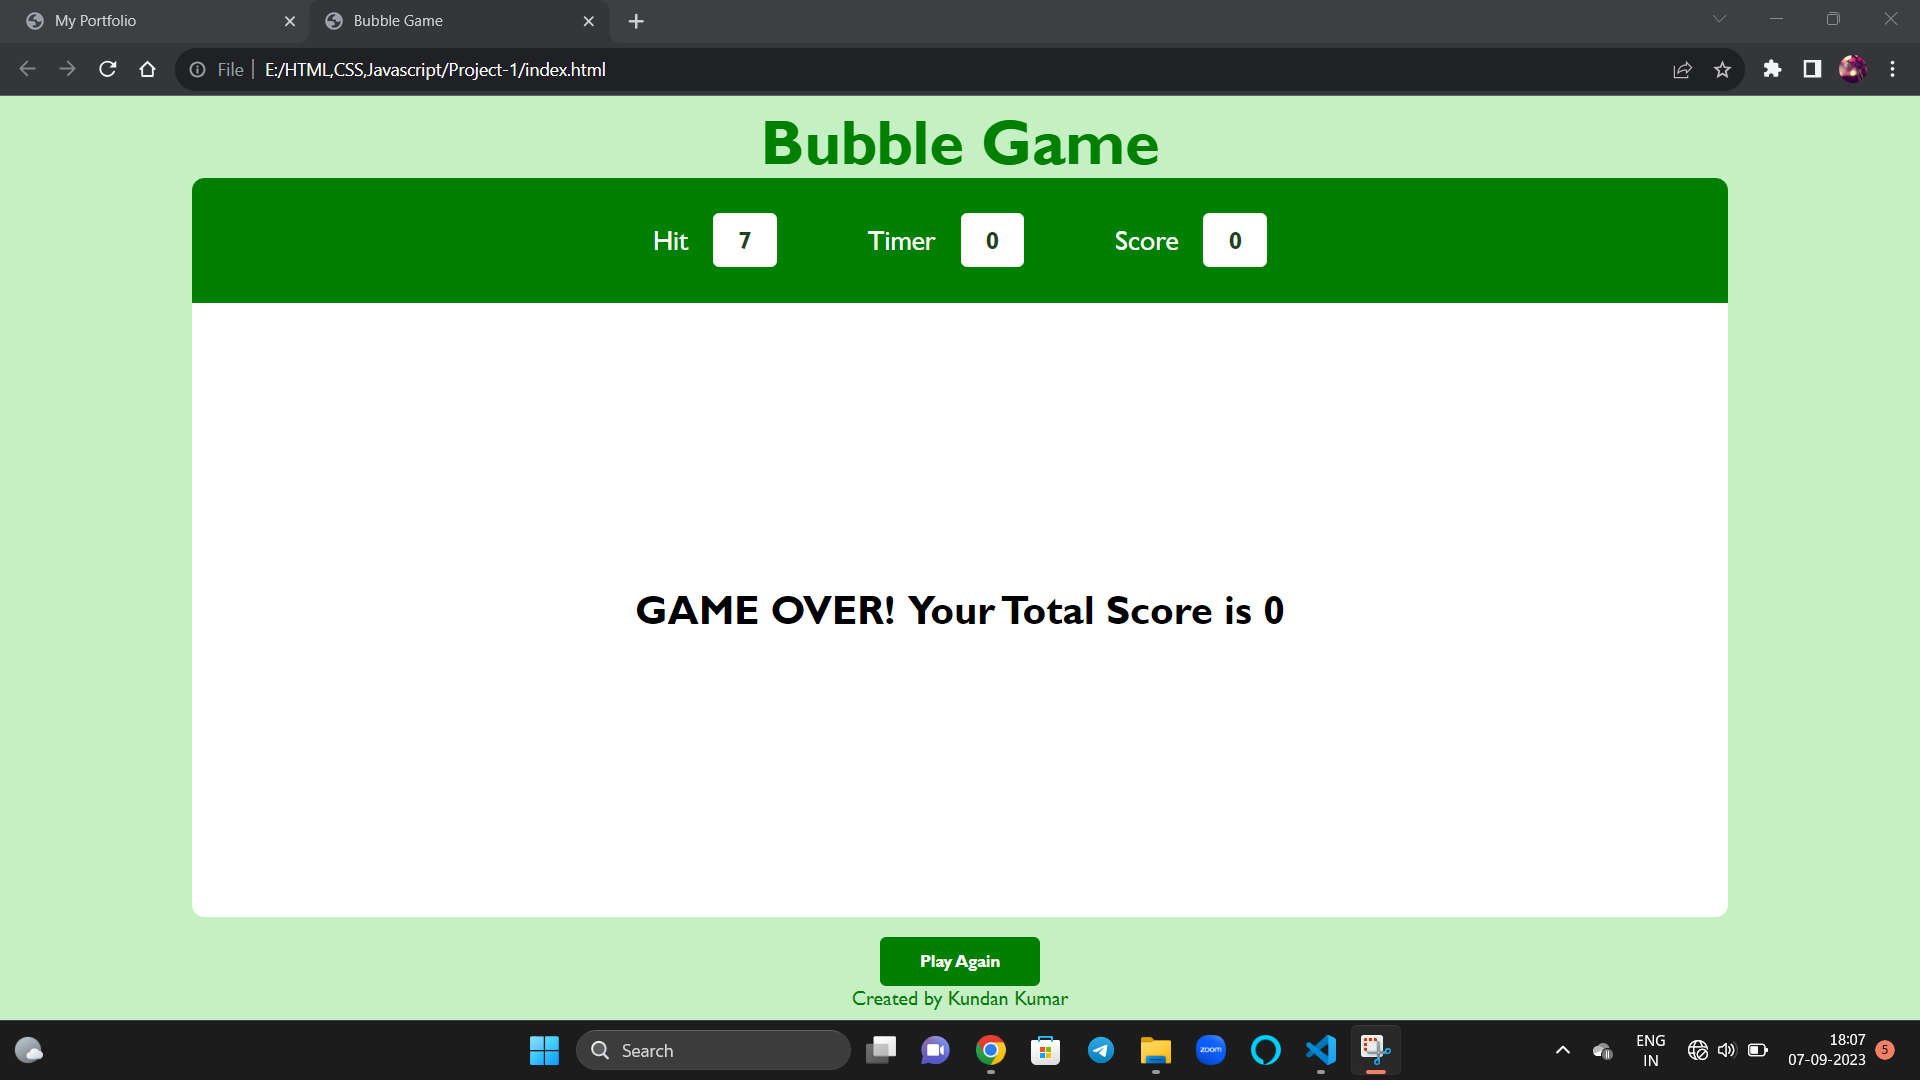 My Portfolio
Bubble Game
File
E:/HTML,CSS,Javascript/Project-1/index.html
Bubble Game
Hit 7 Timer 0 Score 0
GAME OVER! Your Total Score is 0
Play Again
Created by Kundan Kumar
Search
zoom
ENG
IN
18:07
07-09-2023
5